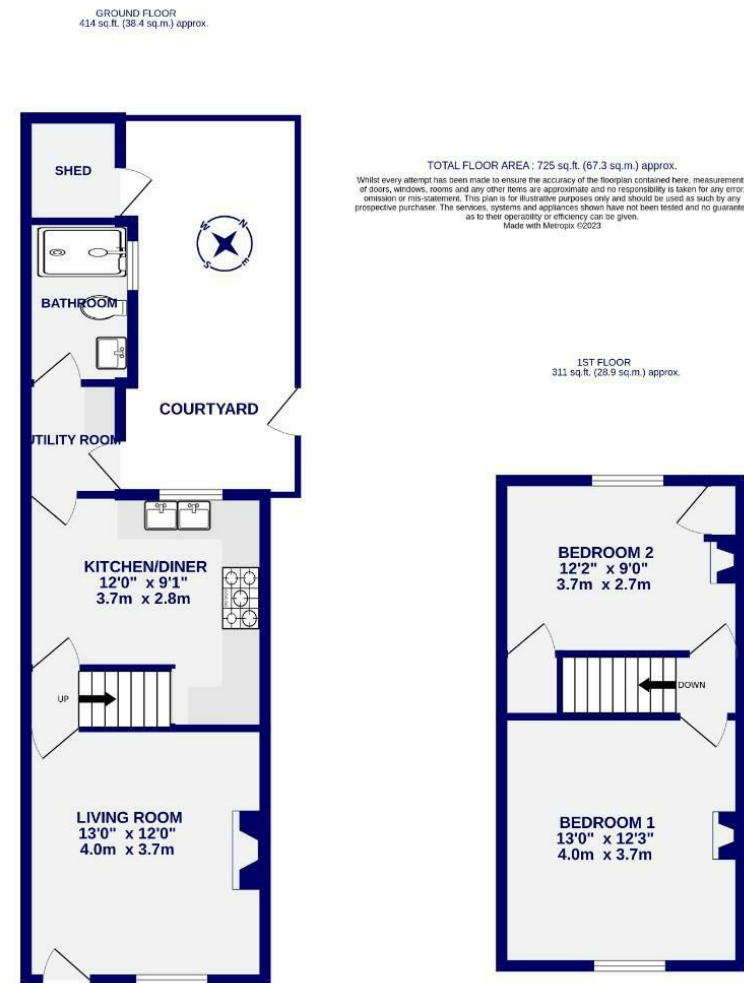 GROUND FLOOR
414 sq.ft. (38.4 sq.m.) approx.
SHED
BATHROOM
UTILITY ROOM
COURTYARD
N
E
S
W
KITCHEN/DINER
12'0" x 9'1"
3.7m x 2.8m
UP
LIVING ROOM
13'0" x 12'0"
4.0m x 3.7m
TOTAL FLOOR AREA : 725 sq.ft. (67.3 sq.m.) approx.
Whilst every attempt has been made to ensure the accuracy of the floorplan contained here, measurements
of doors, windows, rooms and any other items are approximate and no responsibility is taken for any error,
omission or mis-statement. This plan is for illustrative purposes only and should be used as such by any
prospective purchaser. The services, systems and appliances shown have not been tested and no guarantee
as to their operability or efficiency can be given.
Made with Metropix ©2023
1ST FLOOR
311 sq.ft. (28.9 sq.m.) approx.
BEDROOM 2
12'2" x 9'0"
3.7m x 2.7m
DOWN
BEDROOM 1
13'0" x 12'3"
4.0m x 3.7m